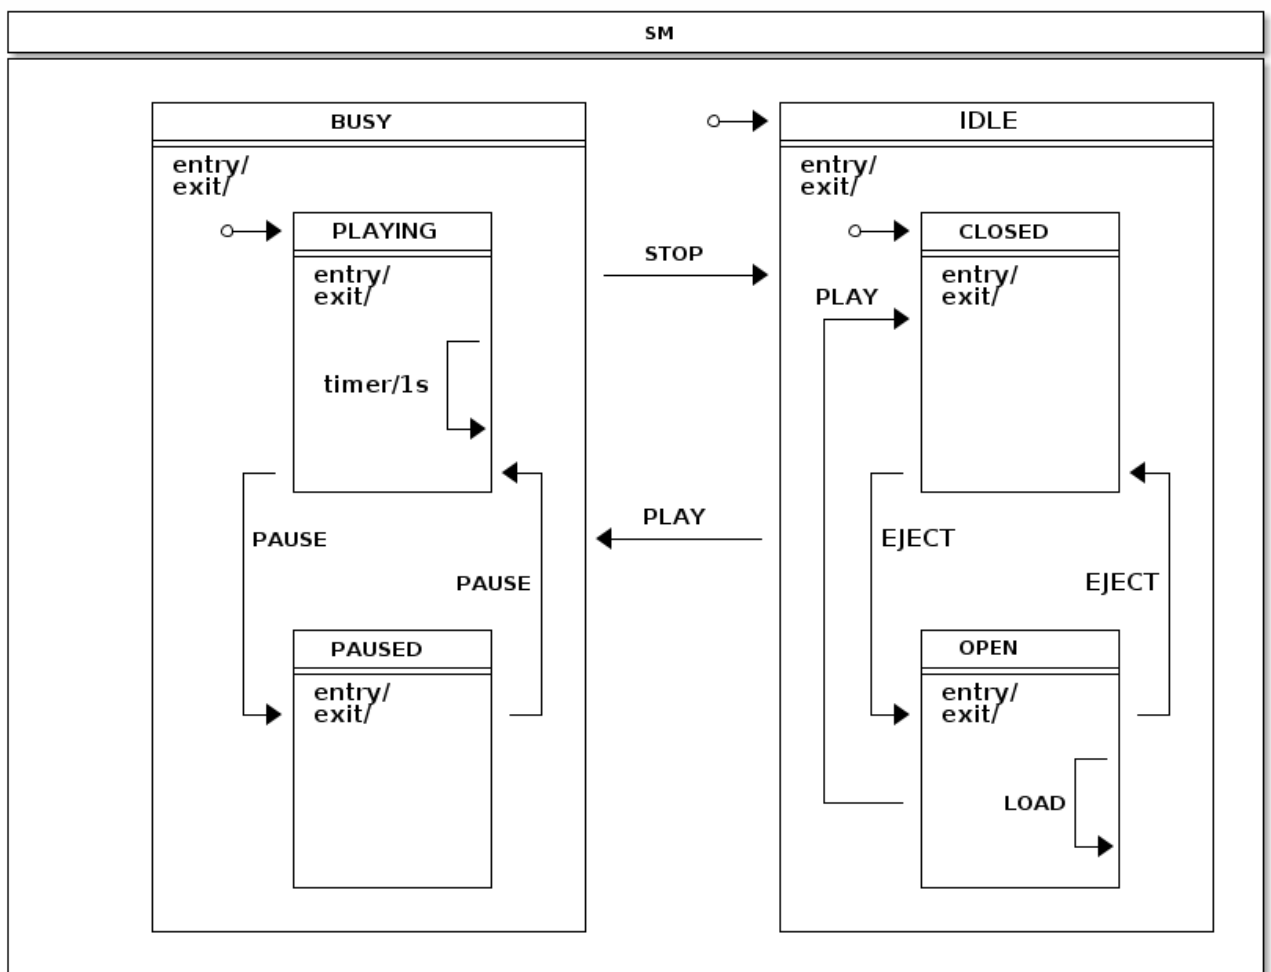 SM
BUSY
entry/
exit/
PLAYING
entry/
exit/
timer/1s
PAUSE
PAUSE
PAUSED
entry/
exit/
STOP
PLAY
IDLE
entry/
exit/
CLOSED
PLAY
entry/
exit/
EJECT
EJECT
OPEN
entry/
exit/
LOAD